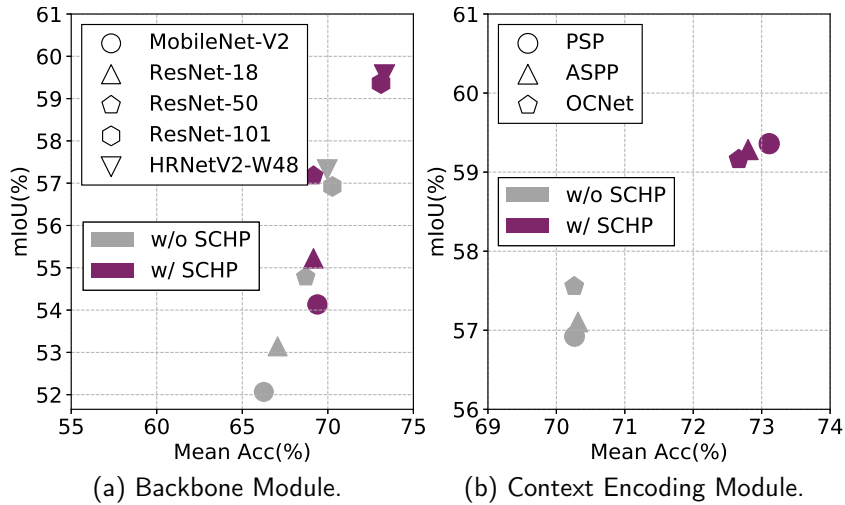 61
60
59
58
57
56
55
54
53
52
mIoU(%)
MobileNet-V2
ResNet-18
ResNet-50
ResNet-101
HRNetV2-W48
w/o SCHP
w/ SCHP
55 60 65 70 75
Mean Acc(%)
(a) Backbone Module.
61
60
59
58
57
56
mIoU(%)
PSP
ASPP
OCNet
w/o SCHP
w/ SCHP
69 70 71 72 73 74
Mean Acc(%)
(b) Context Encoding Module.